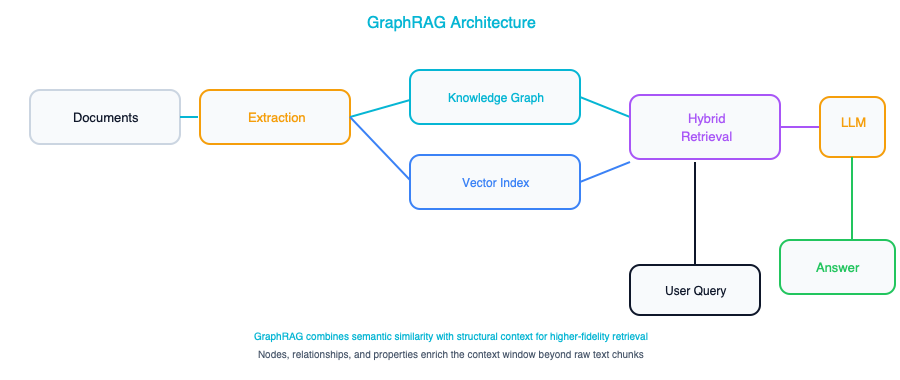 GraphRAG Architecture
Documents
Extraction
Knowledge Graph
Vector Index
Hybrid
Retrieval
LLM
User Query
Answer
GraphRAG combines semantic similarity with structural context for higher-fidelity retrieval
Nodes, relationships, and properties enrich the context window beyond raw text chunks